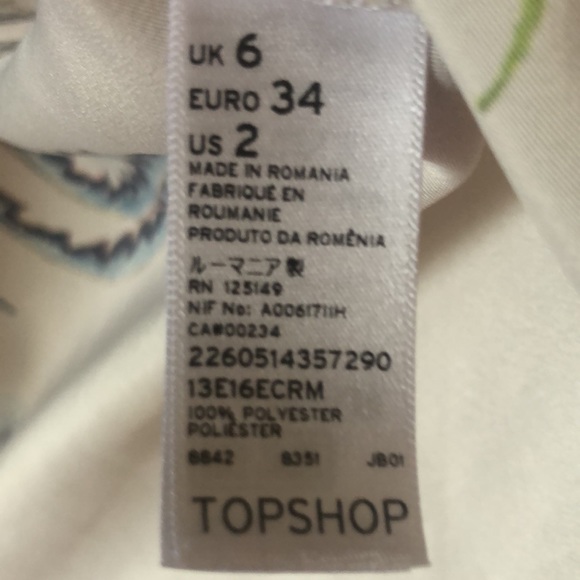 UK 6
EURO 34
US 2
MADE IN ROMANIA
FABRIQUÉ EN
ROUMANIE
PRODUTO DA ROMÊNIA
ルーマニア製
RN 125149
NIF No: A0061711H
CA#00234
2260514357290
13E16ECRM
100% POLYESTER
POLIÉSTER
8842 8351 JB01
TOPSHOP